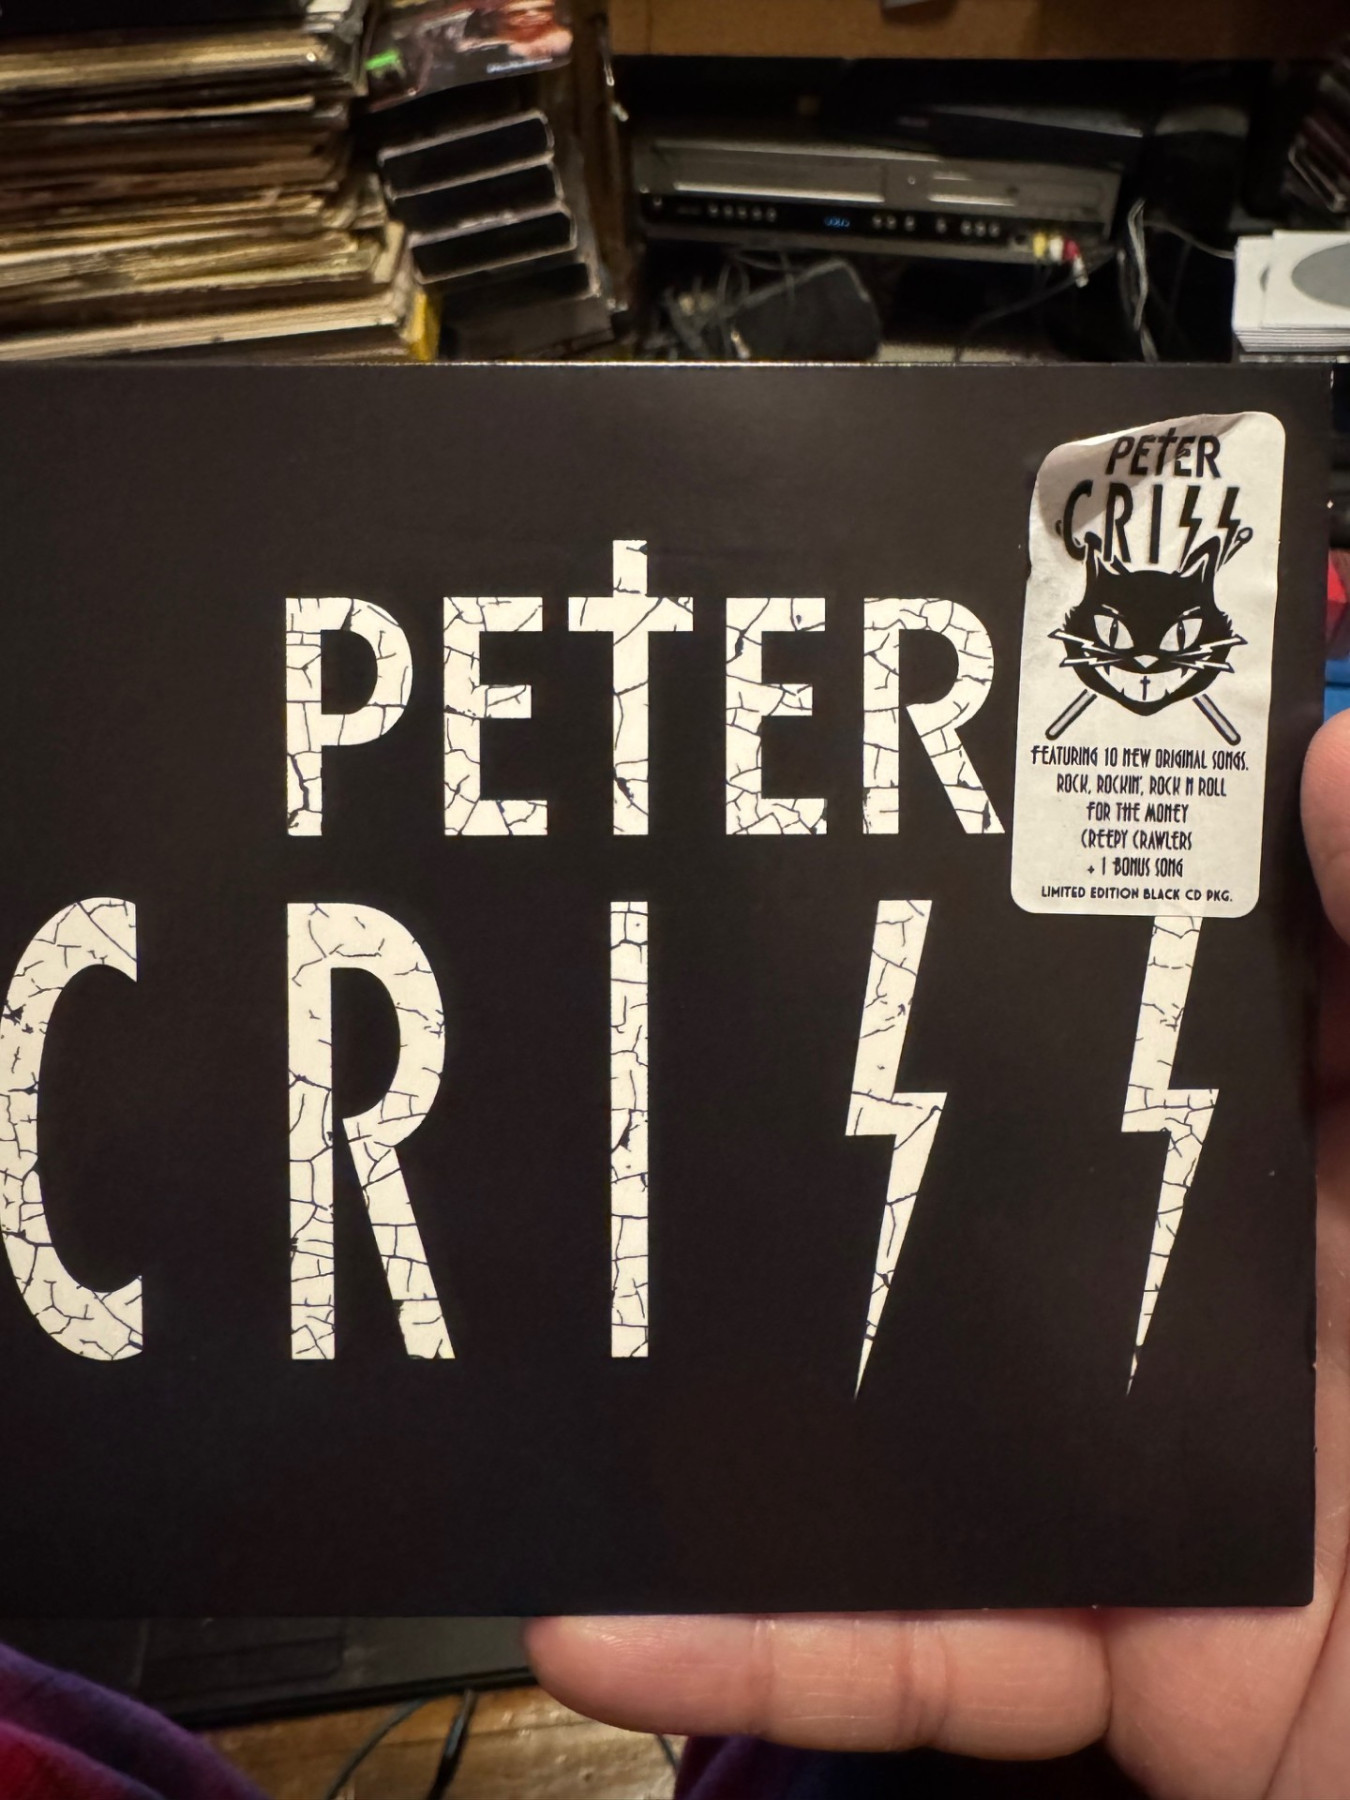 PETER
CRISS
PETER
CRISS
FEATURING 10 NEW ORIGINAL SONGS.
ROCK, ROCKIN', ROCK N ROLL
FOR THE MONEY
CREEPY CRAWLERS
+ 1 BONUS SONG
LIMITED EDITION BLACK CD PKG.